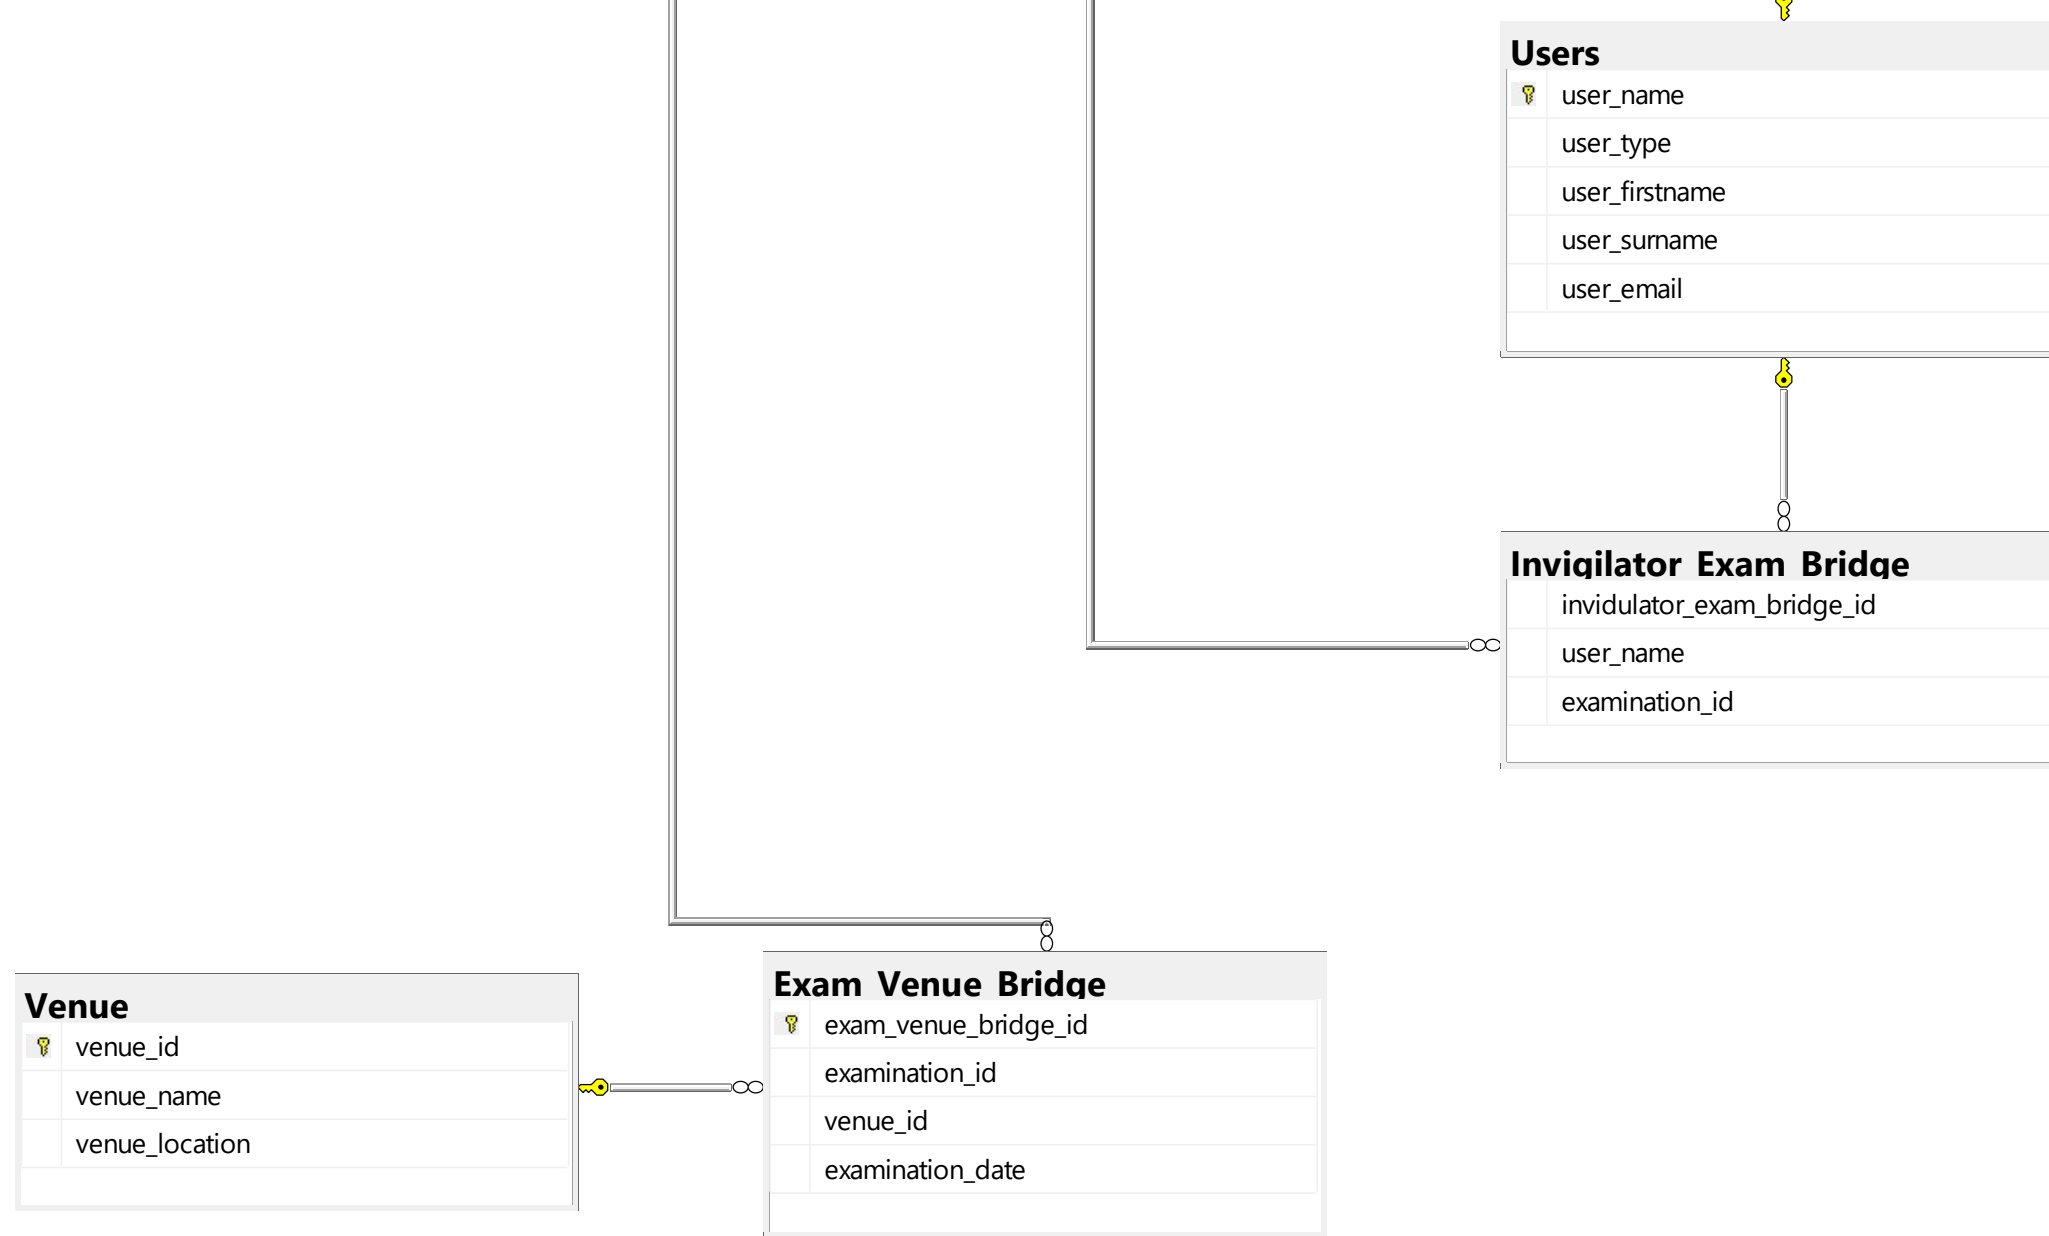 Users
user_name
user_type
user_firstname
user_surname
user_email
Invigilator_Exam_Bridge
invidulator_exam_bridge_id
user_name
examination_id
Venue
venue_id
venue_name
venue_location
Exam_Venue_Bridge
exam_venue_bridge_id
examination_id
venue_id
examination_date